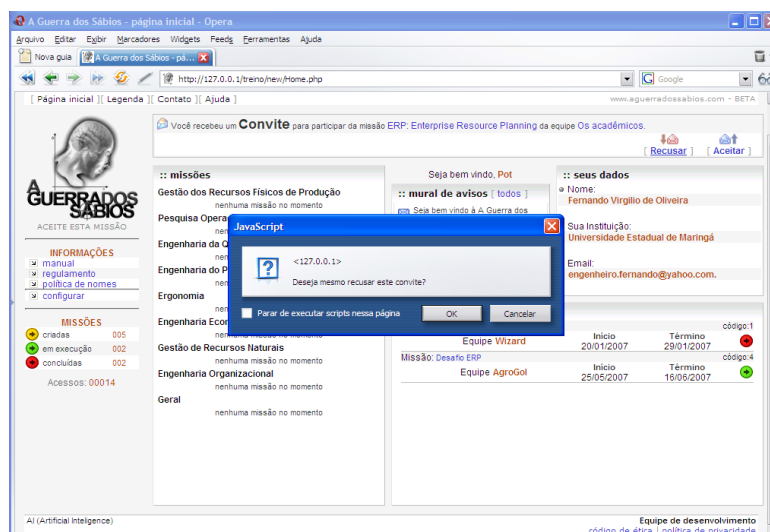 A Guerra dos Sábios - página inicial - Opera
Arquivo Editar Exibir Marcadores Widgets Feeds Ferramentas Ajuda
Nova guia A Guerra dos Sábios - pá...
http://127.0.0.1/treino/new/Home.php
Google
[ Página inicial ][ Legenda ][ Contato ][ Ajuda ]
www.aguerradossabios.com - BETA
Você recebeu um Convite para participar da missão ERP: Enterprise Resource Planning da equipe Os acadêmicos.
[ Recusar ] [ Aceitar ]
A
GUERRADOS
SÁBIOS
ACEITE ESTA MISSÃO
INFORMAÇÕES
manual
regulamento
política de nomes
configurar
MISSÕES
criadas 005
em execução 002
concluídas 002
Acessos: 00014
:: missões
Gestão dos Recursos Físicos de Produção
nenhuma missão no momento
Pesquisa Opera
nen
Engenharia da Q
nen
Engenharia do P
nen
Ergonomia
nen
Engenharia Econ
Gestão de Recursos Naturais
nenhuma missão no momento
Engenharia Organizacional
nenhuma missão no momento
Geral
nenhuma missão no momento
Seja bem vindo, Pot
:: mural de avisos [ todos ]
Seja bem vindo à A Guerra dos
:: seus dados
Nome:
Fernando Virgilio de Oliveira
Sua Instituição:
Universidade Estadual de Maringá
Email:
engenheiro.fernando@yahoo.com.
JavaScript
<127.0.0.1>
Deseja mesmo recusar este convite?
Parar de executar scripts nessa página
OK
Cancelar
código:1
Equipe Wizard
Início Término
20/01/2007 29/01/2007
Missão: Desafio ERP
código:4
Equipe AgroGol
Início Término
25/05/2007 16/06/2007
AI (Artificial Inteligence)
Equipe de desenvolvimento
código de ética | política de privacidade